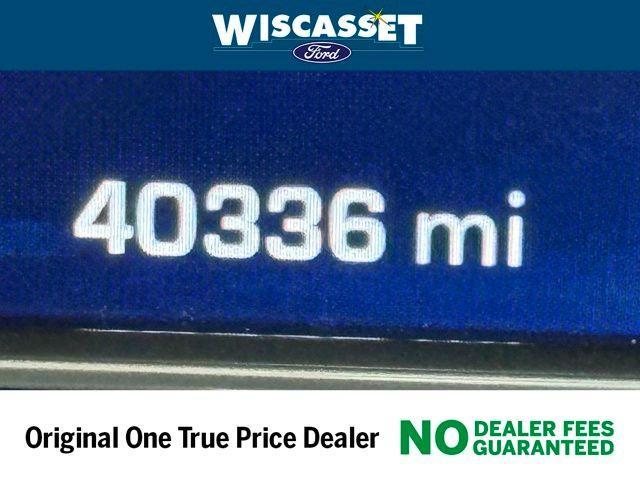 WISCASSET
Ford
40336 mi
Original One True Price Dealer
NO DEALER FEES
GUARANTEED